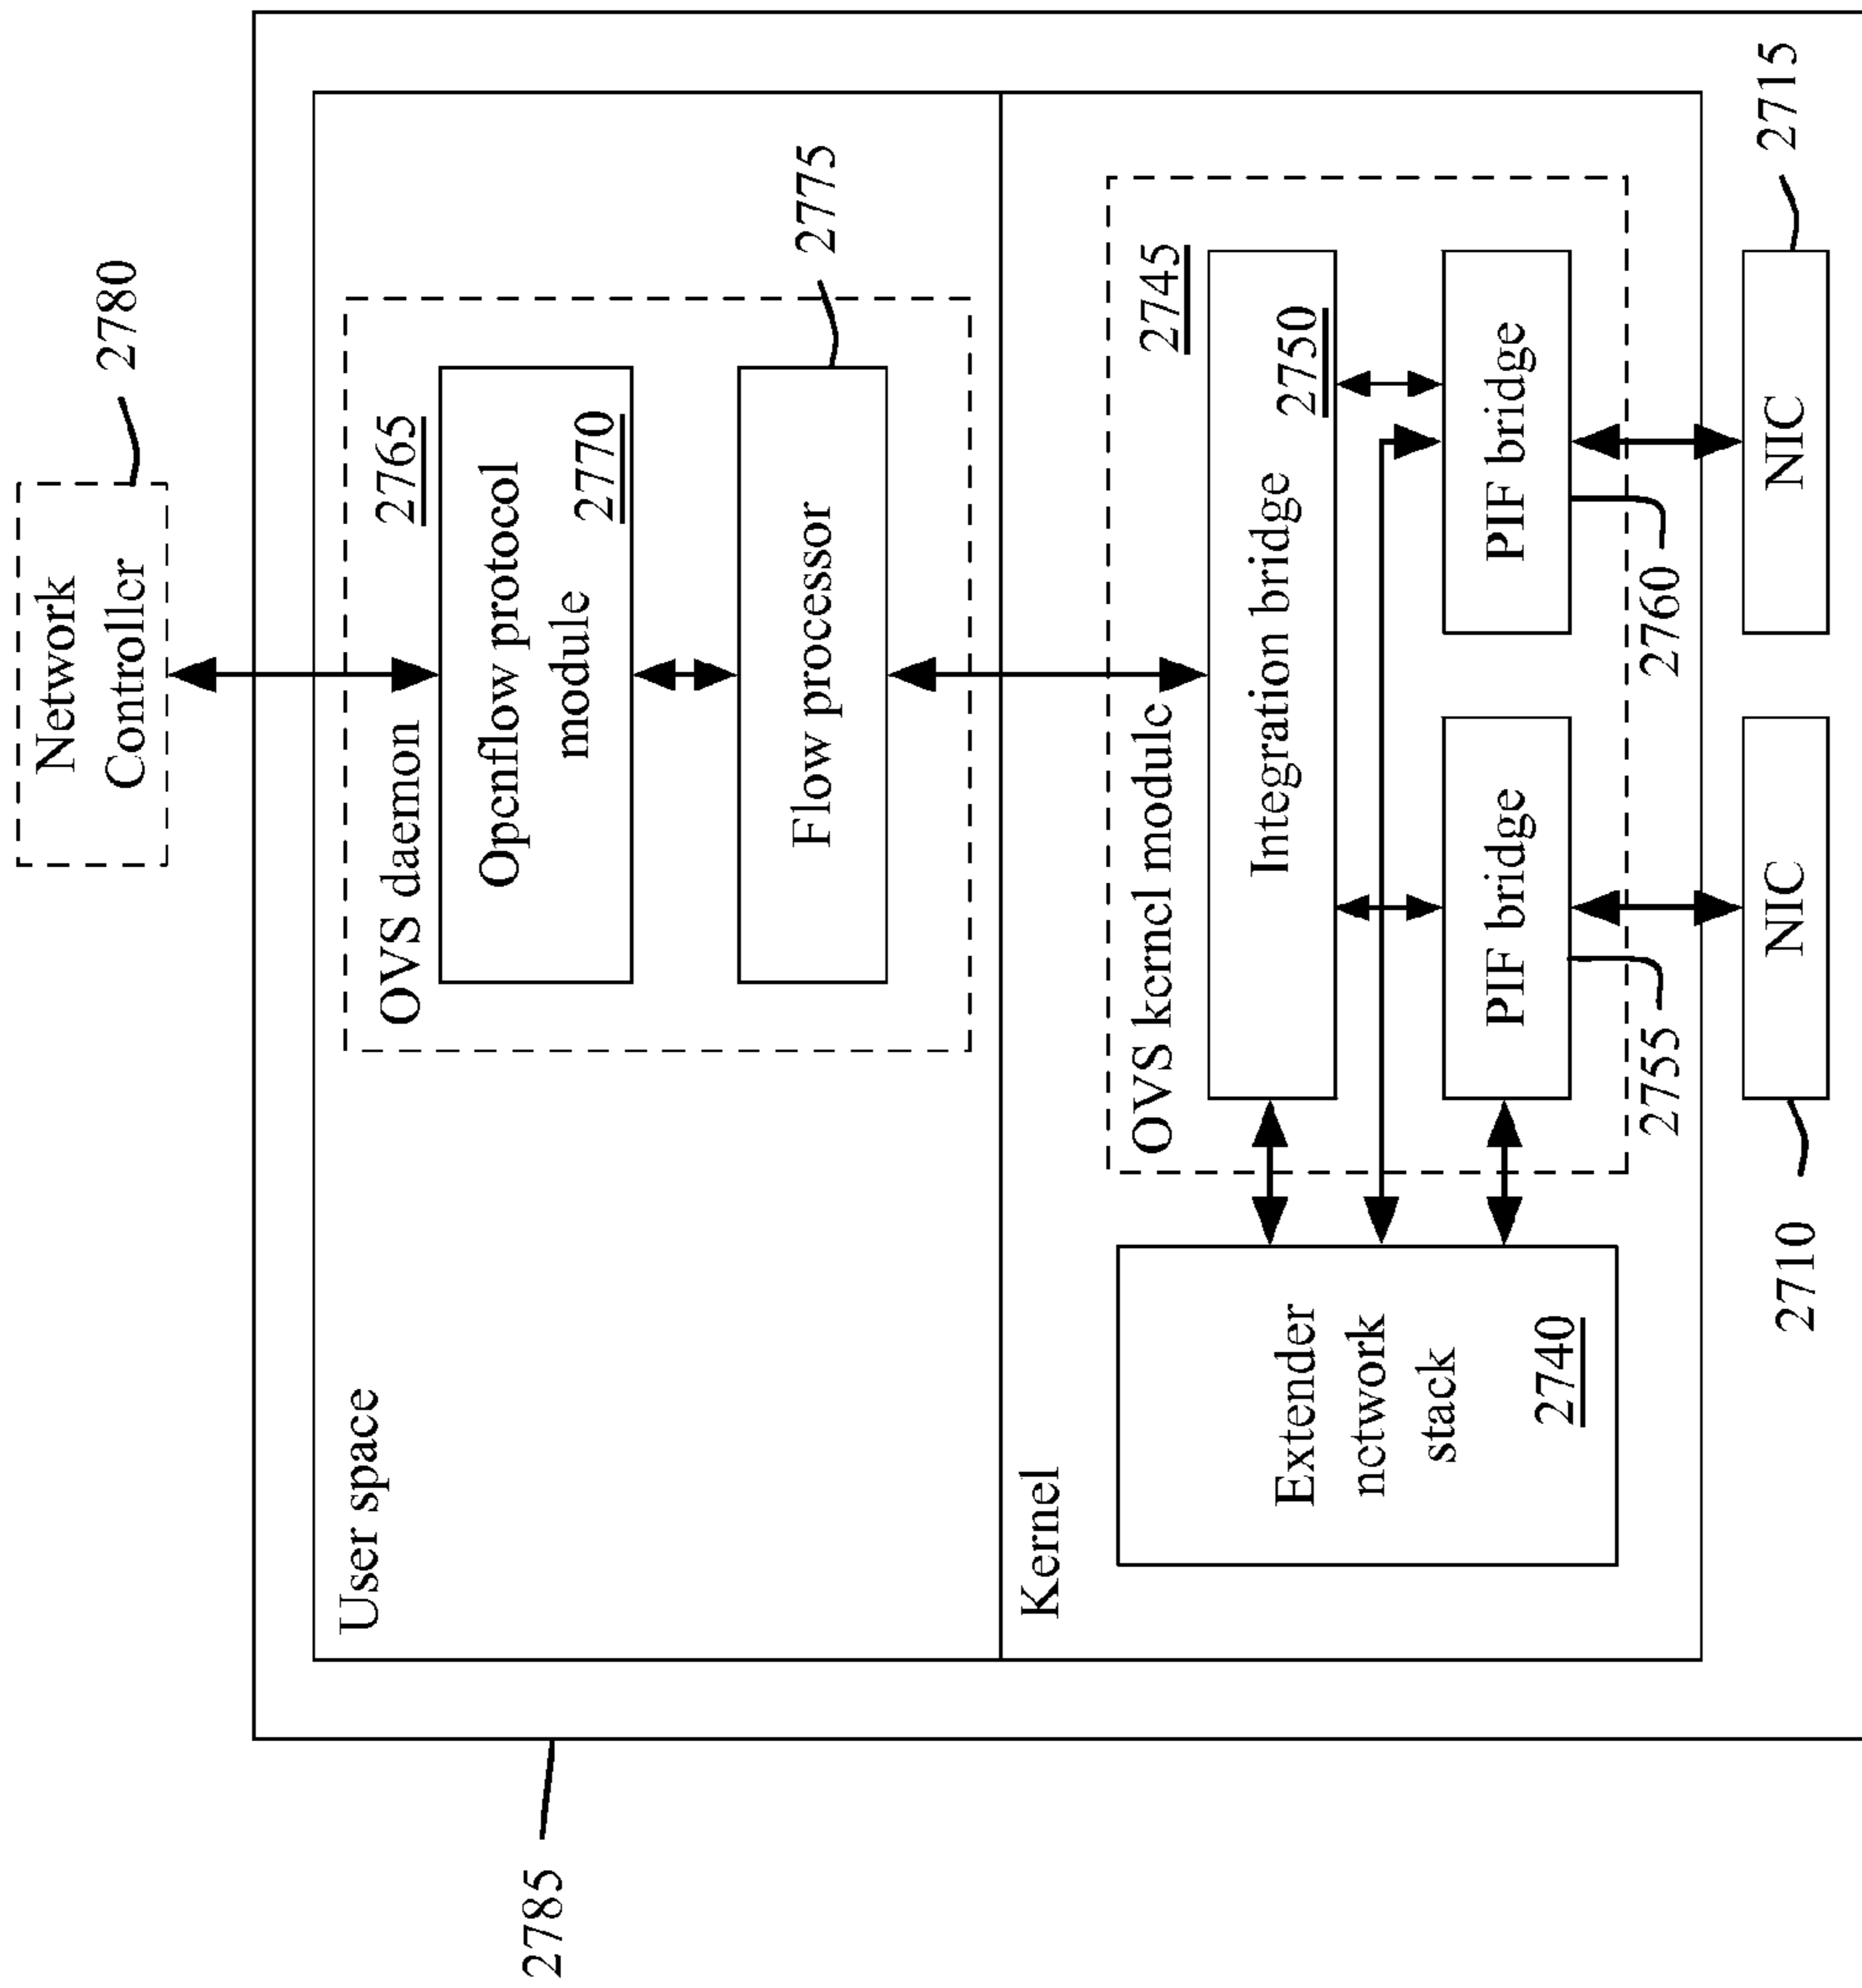 Network
Controller
2780
2785
User space
OVS daemon
2765
Openflow protocol
module
2770
Flow processor
2775
Kernel
Extender
network
stack
2740
OVS kernel module
2745
Integration bridge
2750
PIF bridge
PIF bridge
2755
2760
NIC
NIC
2710
2715